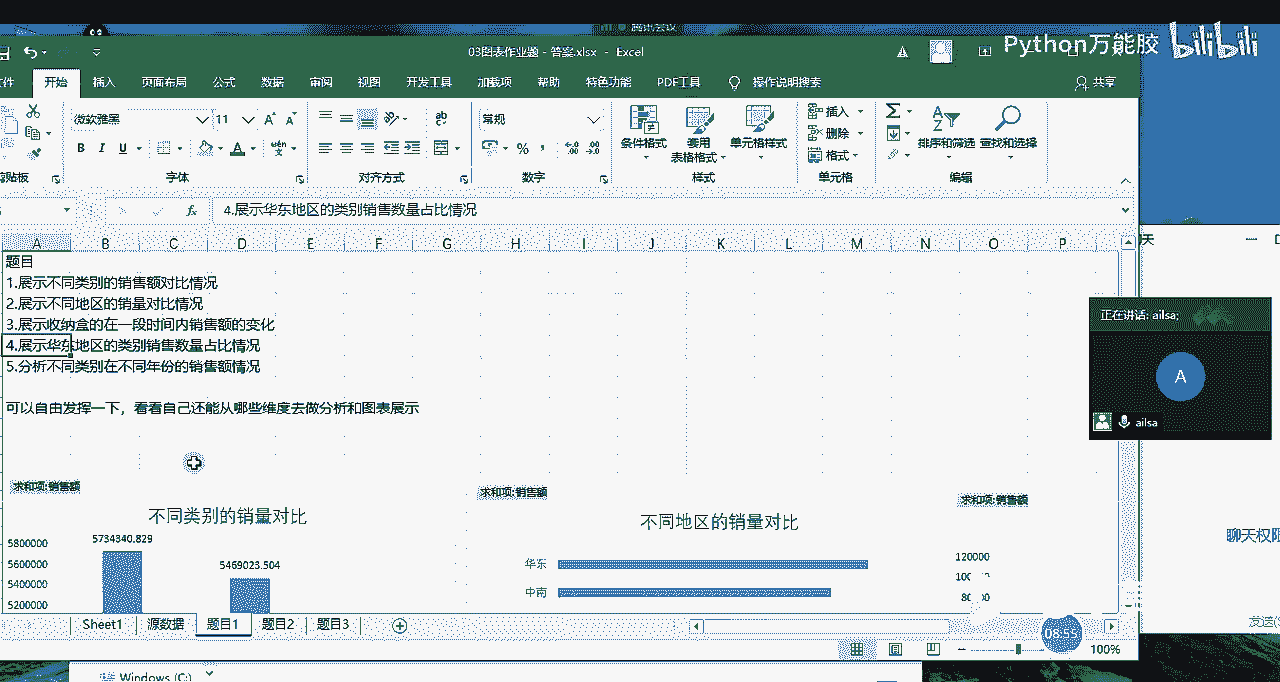 腾讯会议
Python万能胶 bilibili
03图表作业题 - 答案.xlsx - Excel
件 开始 插入 页面布局 公式 数据 审阅 视图 开发工具 加载项 帮助 特色功能 PDF工具 操作说明搜索 共享
微软雅黑 11 常规
条件格式 套用表格格式 单元格样式
插入
删除
格式
排序和筛选 查找和选择
剪贴板 字体 对齐方式 数字 样式 单元格 编辑
4.展示华东地区的类别销售数量占比情况
A B C D E F G H I J K L M N O P
题目
1.展示不同类别的销售额对比情况
2.展示不同地区的销量对比情况
3.展示收纳盒的在一段时间内销售额的变化
4.展示华东地区的类别销售数量占比情况
5.分析不同类别在不同年份的销售额情况
可以自由发挥一下，看看自己还能从哪些维度去做分析和图表展示
正在讲话: ailsa;
A
ailsa
求和项:销售额
不同类别的销量对比
5734340.829
5469023.504
5800000
5600000
5400000
5200000
求和项:销售额
不同地区的销量对比
华东
中南
求和项:销售额
120000
聊天权限
Sheet1 源数据 题目1 题目2 题目3
08:55
100%
Windows (C:)